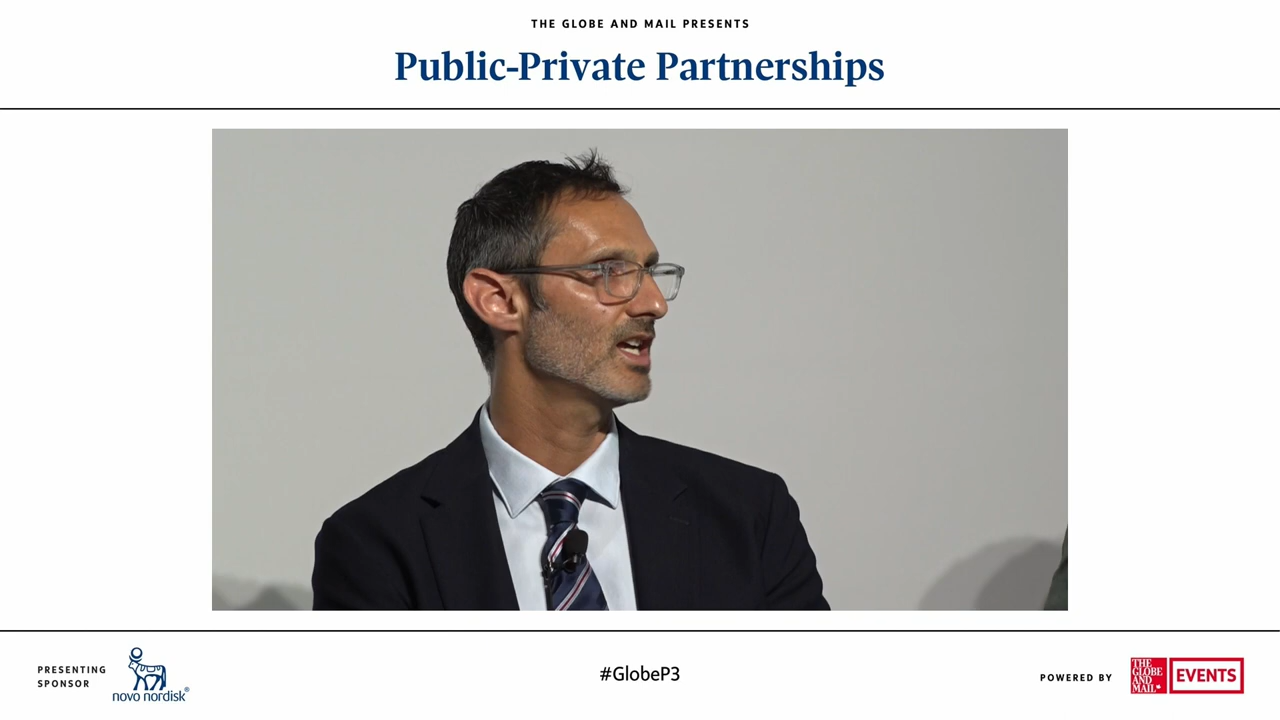 THE GLOBE AND MAIL PRESENTS
Public-Private Partnerships
PRESENTING
SPONSOR
novo nordisk®
#GlobeP3
POWERED BY
THE
GLOBE
AND
MAIL
EVENTS